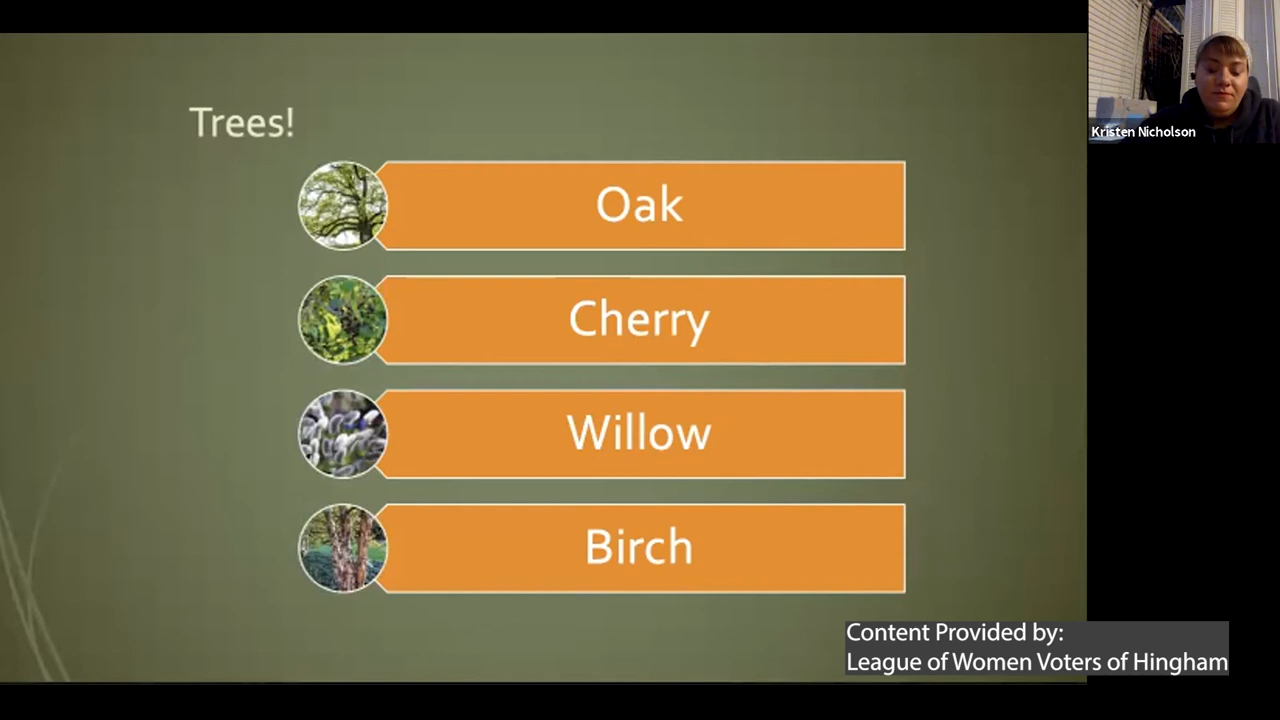 Trees!
Oak
Cherry
Willow
Birch
Kristen Nicholson
Content Provided by:
League of Women Voters of Hingham